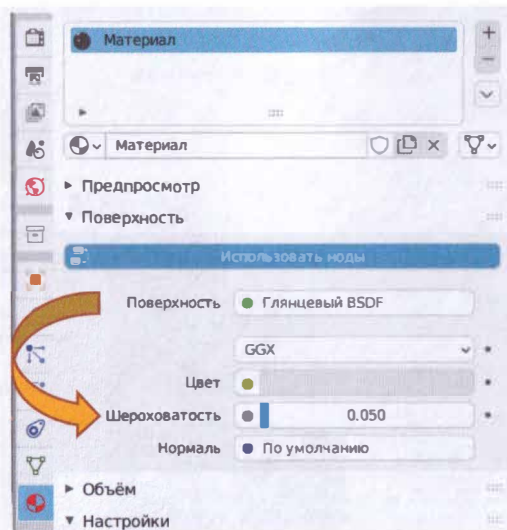 Материал
Материал
Предпросмотр
Поверхность
Использовать ноды
Поверхность Глянцевый BSDF
GGX
Цвет
Шероховатость 0.050
Нормаль По умолчанию
Объём
Настройки